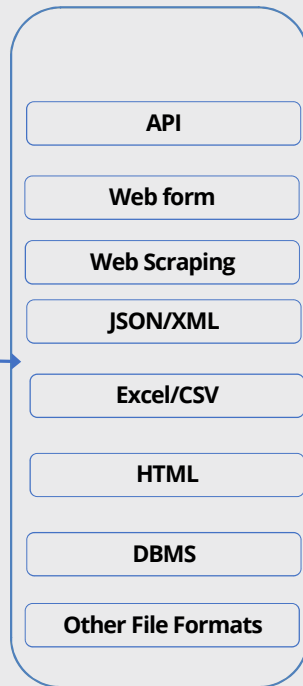 API
Web form
Web Scraping
JSON/XML
Excel/CSV
HTML
DBMS
Other File Formats